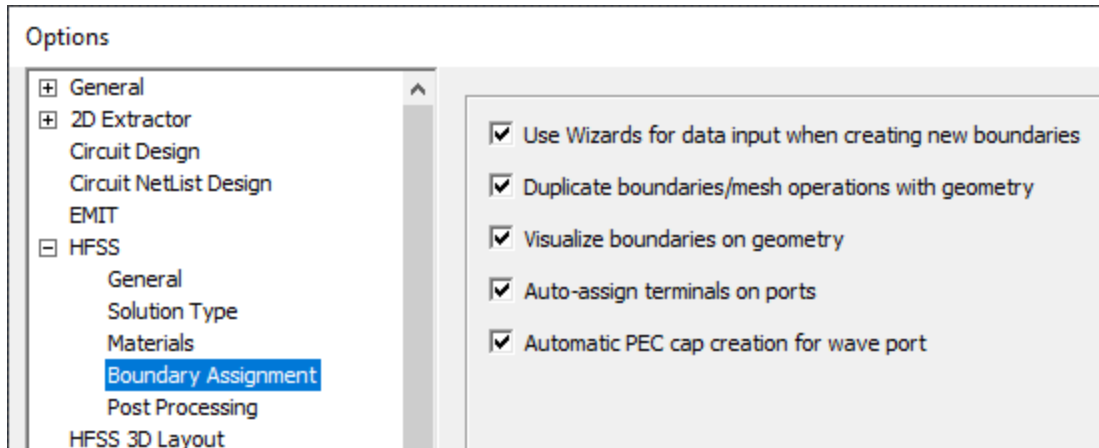 Options
General
2D Extractor
Circuit Design
Circuit NetList Design
EMIT
HFSS
General
Solution Type
Materials
Boundary Assignment
Post Processing
HFSS 3D Layout
Use Wizards for data input when creating new boundaries
Duplicate boundaries/mesh operations with geometry
Visualize boundaries on geometry
Auto-assign terminals on ports
Automatic PEC cap creation for wave port